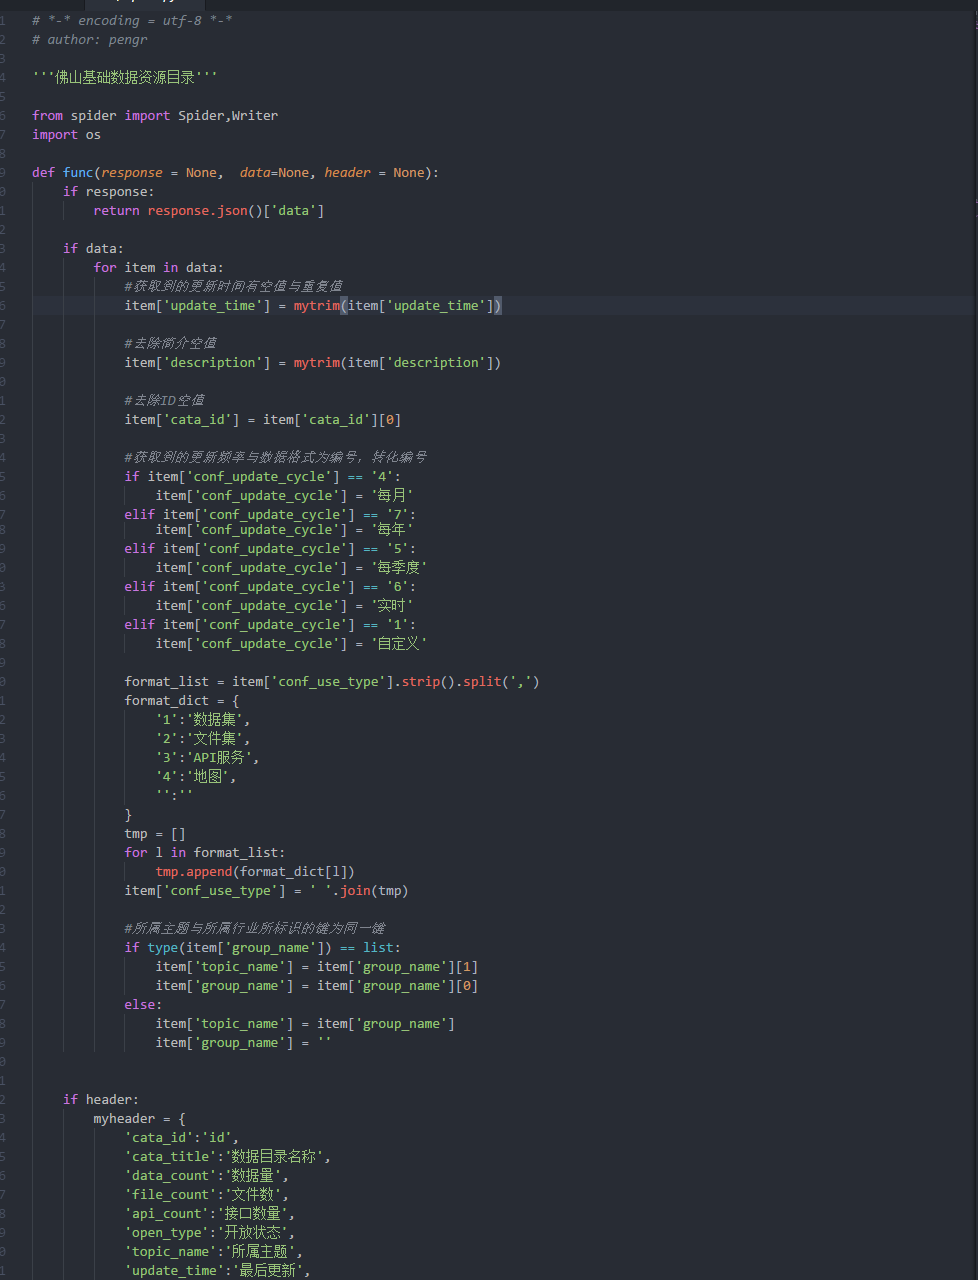 # *-* encoding = utf-8 *-*
# author: pengr
'''佛山基础数据资源目录'''
from spider import Spider,Writer
import os
def func(response = None,  data=None, header = None):
    if response:
        return response.json()['data']
    if data:
        for item in data:
            #获取到的更新时间有空值与重复值
            item['update_time'] = mytrim(item['update_time'])
            #去除简介空值
            item['description'] = mytrim(item['description'])
            #去除ID空值
            item['cata_id'] = item['cata_id'][0]
            #获取到的更新频率与数据格式为编号，转化编号
            if item['conf_update_cycle'] == '4':
                item['conf_update_cycle'] = '每月'
            elif item['conf_update_cycle'] == '7':
                item['conf_update_cycle'] = '每年'
            elif item['conf_update_cycle'] == '5':
                item['conf_update_cycle'] = '每季度'
            elif item['conf_update_cycle'] == '6':
                item['conf_update_cycle'] = '实时'
            elif item['conf_update_cycle'] == '1':
                item['conf_update_cycle'] = '自定义'
            format_list = item['conf_use_type'].strip().split(',')
            format_dict = {
                '1':'数据集',
                '2':'文件集',
                '3':'API服务',
                '4':'地图',
                '':''
            }
            tmp = []
            for l in format_list:
                tmp.append(format_dict[l])
            item['conf_use_type'] = ' '.join(tmp)
            #所属主题与所属行业所标识的键为同一键
            if type(item['group_name']) == list:
                item['topic_name'] = item['group_name'][1]
                item['group_name'] = item['group_name'][0]
            else:
                item['topic_name'] = item['group_name']
                item['group_name'] = ''
    if header:
        myheader = {
            'cata_id':'id',
            'cata_title':'数据目录名称',
            'data_count':'数据量',
            'file_count':'文件数',
            'api_count':'接口数量',
            'open_type':'开放状态',
            'topic_name':'所属主题',
            'update_time':'最后更新',